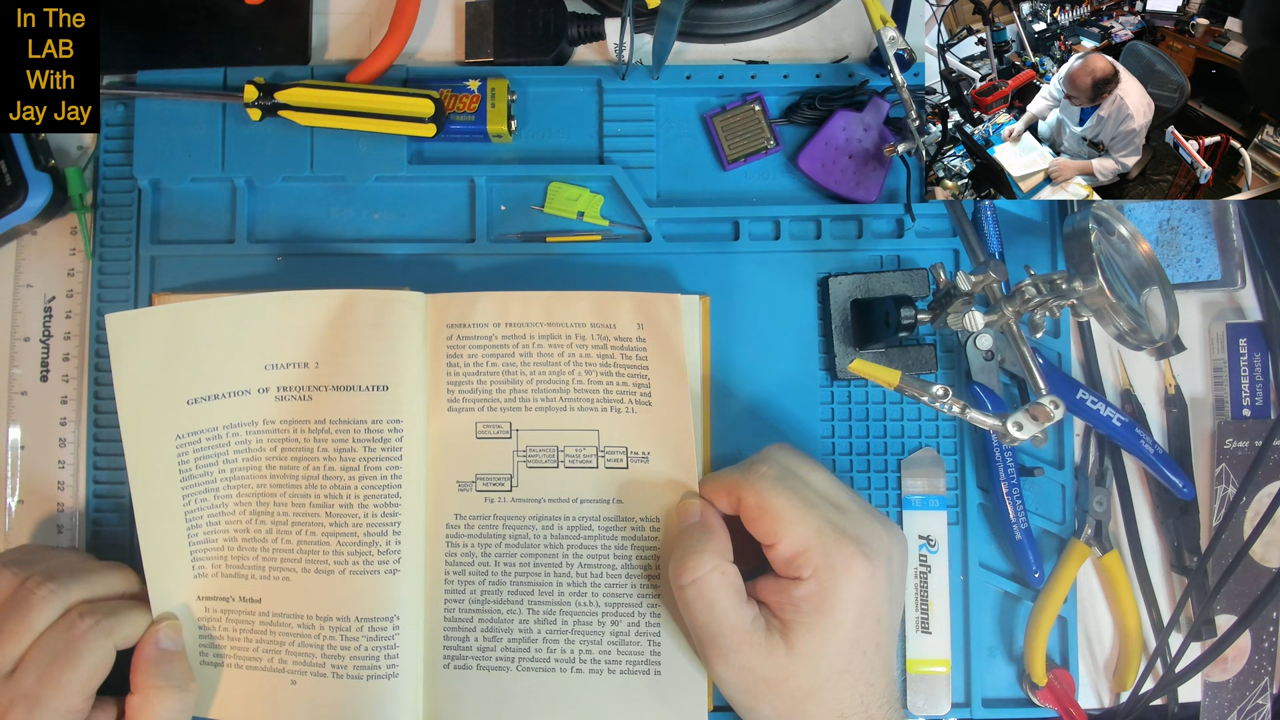 In The
LAB
With
Jay Jay
studymate
CHAPTER 2
GENERATION OF FREQUENCY-MODULATED
SIGNALS
ALTHOUGH relatively few engineers and technicians are con-
cerned with f.m. transmitters it is helpful, even to those who
are interested only in reception, to have some knowledge of
the principal methods of generating f.m. signals. The writer
has found that radio service engineers who have experienced
difficulty in grasping the nature of an f.m. signal from con-
ventional explanations involving signal theory, as given in the
preceding chapter, are sometimes able to obtain a conception
of f.m. from descriptions of circuits in which it is generated,
particularly when they have been familiar with the wobbu-
lator method of aligning a.m. receivers. Moreover, it is desir-
able that users of f.m. signal generators, which are necessary
for serious work on all items of f.m. equipment, should be
familiar with methods of f.m. generation. Accordingly, it is
proposed to devote the present chapter to this subject, before
discussing topics of more general interest, such as the use of
f.m. for broadcasting purposes, the design of receivers cap-
able of handling it, and so on.
Armstrong's Method
It is appropriate and instructive to begin with Armstrong's
original frequency modulator, which is typical of those in
which f.m. is produced by conversion of p.m. These "indirect"
methods have the advantage of allowing the use of a crystal-
oscillator source of carrier frequency, thereby ensuring that
the centre-frequency of the modulated wave remains un-
changed at the unmodulated-carrier value. The basic principle
30
GENERATION OF FREQUENCY-MODULATED SIGNALS 31
of Armstrong's method is implicit in Fig. 1.7(a), where the
vector components of an f.m. wave of very small modulation
index are compared with those of an a.m. signal. The fact
that, in the f.m. case, the resultant of the two side-frequencies
is in quadrature (that is, at an angle of ± 90°) with the carrier,
suggests the possibility of producing f.m. from an a.m. signal
by modifying the phase relationship between the carrier and
side frequencies, and this is what Armstrong achieved. A block
diagram of the system he employed is shown in Fig. 2.1.
CRYSTAL
OSCILLATOR
BALANCED
AMPLITUDE
MODULATOR
90°
PHASE SHIFT
NETWORK
ADDITIVE
MIXER
F.M. R.F.
OUTPUT
PREDISTORTER
NETWORK
AUDIO
INPUT
Fig. 2.1. Armstrong's method of generating f.m.
The carrier frequency originates in a crystal oscillator, which
fixes the centre frequency, and is applied, together with the
audio-modulating signal, to a balanced-amplitude modulator.
This is a type of modulator which produces the side frequen-
cies only, the carrier component in the output being exactly
balanced out. It was not invented by Armstrong, although it
is well suited to the purpose in hand, but had been developed
for types of radio transmission in which the carrier is trans-
mitted at greatly reduced level in order to conserve carrier
power (single-sideband transmission (s.s.b.), suppressed car-
rier transmission, etc.). The side frequencies produced by the
balanced modulator are shifted in phase by 90° and then
combined additively with a carrier-frequency signal derived
through a buffer amplifier from the crystal oscillator. The
resultant signal obtained so far is a p.m. one because the
angular-vector swing produced would be the same regardless
of audio frequency. Conversion to f.m. may be achieved in
TE-03
Professional
PCAFC
SAFETY GLASSES
STAEDTLER
Mars plastic